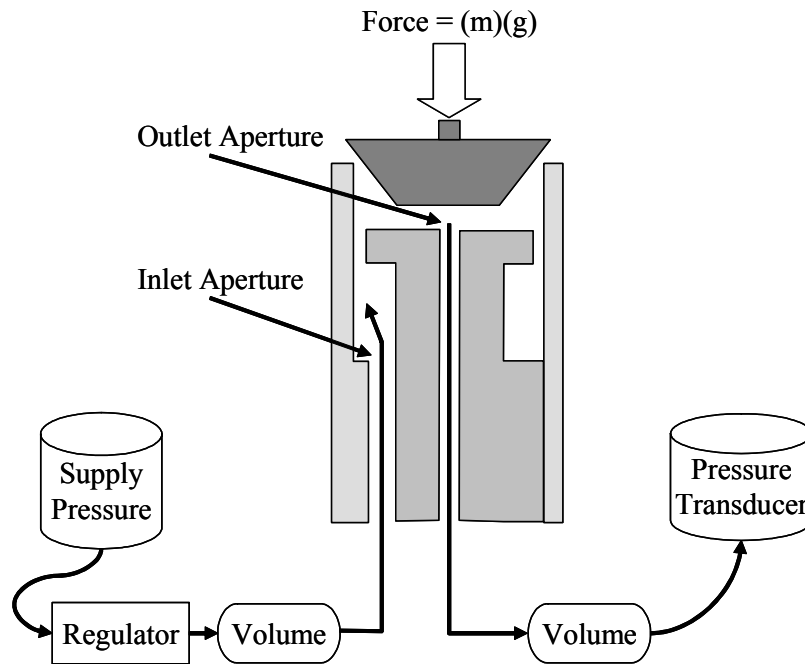 Force = (m)(g)
Outlet Aperture
Inlet Aperture
Supply
Pressure
Pressure
Transducer
Regulator
Volume
Volume